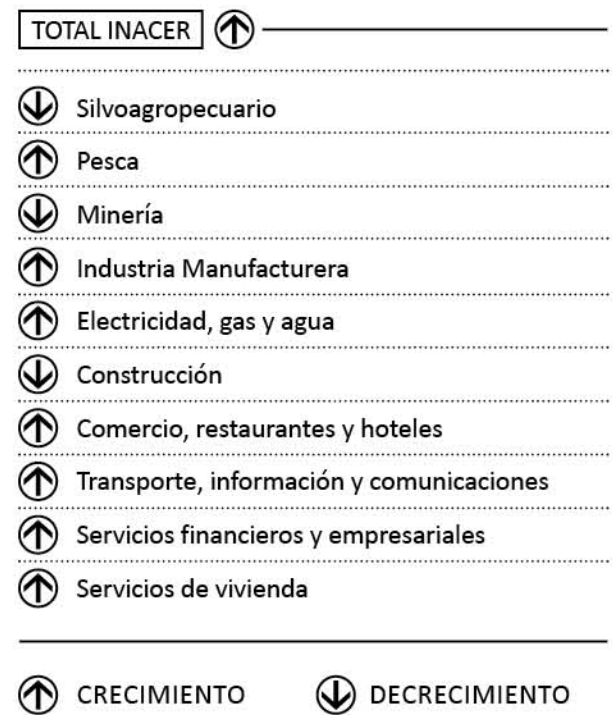 TOTAL INACER
Silvoagropecuario
Pesca
Minería
Industria Manufacturera
Electricidad, gas y agua
Construcción
Comercio, restaurantes y hoteles
Transporte, información y comunicaciones
Servicios financieros y empresariales
Servicios de vivienda
CRECIMIENTO DECRECIMIENTO